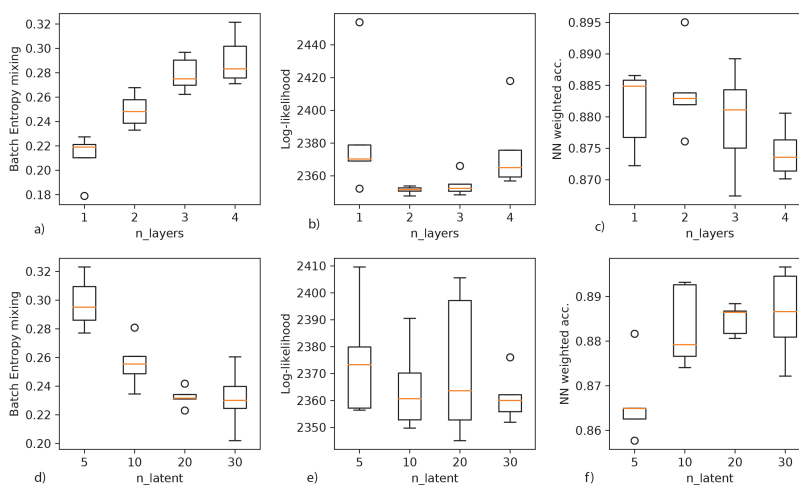 0.32
0.30
0.28
0.26
0.24
0.22
0.20
0.18
Batch Entropy mixing
1 2 3 4
n_layers
a)
2440
2420
2400
2380
2360
Log-likelihood
1 2 3 4
n_layers
b)
0.895
0.890
0.885
0.880
0.875
0.870
NN weighted acc.
1 2 3 4
n_layers
c)
0.32
0.30
0.28
0.26
0.24
0.22
0.20
Batch Entropy mixing
5 10 20 30
n_latent
d)
2410
2400
2390
2380
2370
2360
2350
Log-likelihood
5 10 20 30
n_latent
e)
0.89
0.88
0.87
0.86
NN weighted acc.
5 10 20 30
n_latent
f)